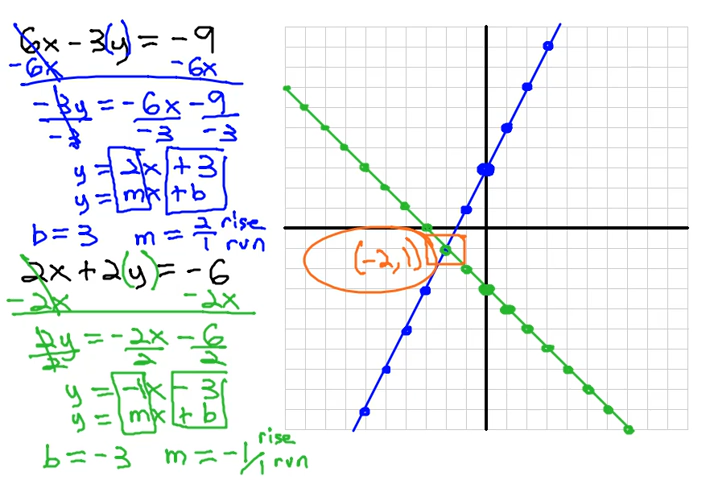 6x - 3(y) = -9
-6x -6x
-3y = -6x - 9
-3 -3 -3
y = 2x + 3
y = mx + b
b = 3 m = 2/1 rise run
(-2, 1)
2x + 2(y) = -6
-2x -2x
2y = -2x - 6
2 2 2
y = -1x - 3
y = mx + b
b = -3 m = -1/1 rise run